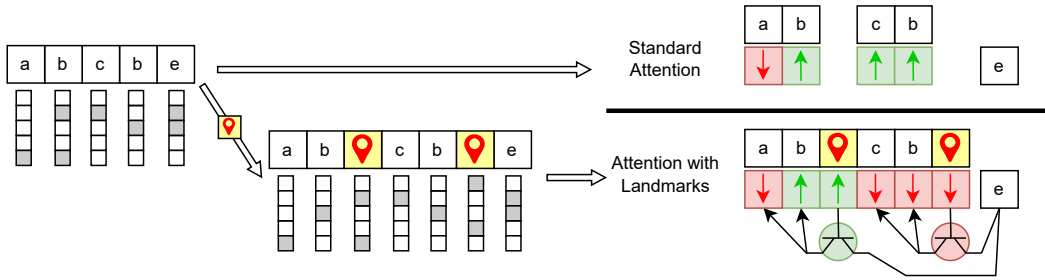 a b c b e
a b c b e
Standard
Attention
a b c b
e
Attention with
Landmarks
a b c b
e